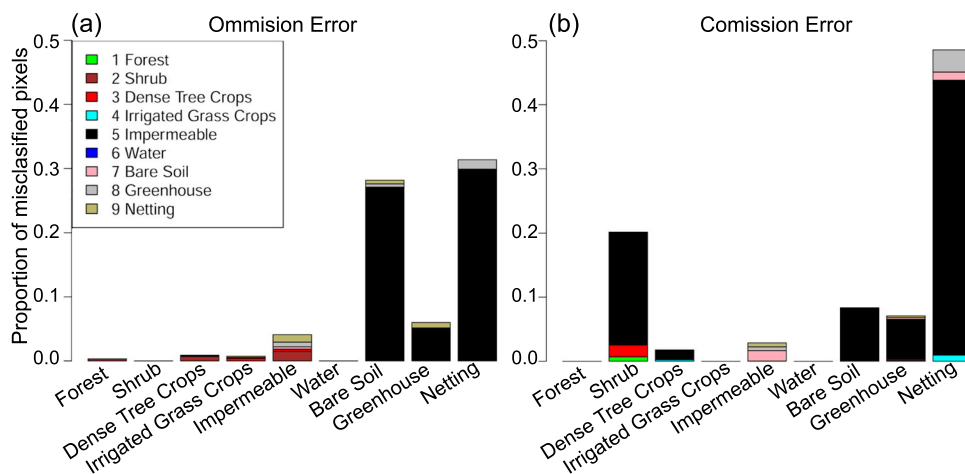 (a)
Ommision Error
Proportion of misclassified pixels
0.5
0.4
0.3
0.2
0.1
0.0
1 Forest
2 Shrub
3 Dense Tree Crops
4 Irrigated Grass Crops
5 Impermeable
6 Water
7 Bare Soil
8 Greenhouse
9 Netting
Forest
Shrub
Dense Tree Crops
Irrigated Grass Crops
Impermeable
Water
Bare Soil
Greenhouse
Netting
(b)
Comission Error
0.5
0.4
0.3
0.2
0.1
0.0
Forest
Shrub
Dense Tree Crops
Irrigated Grass Crops
Impermeable
Water
Bare Soil
Greenhouse
Netting